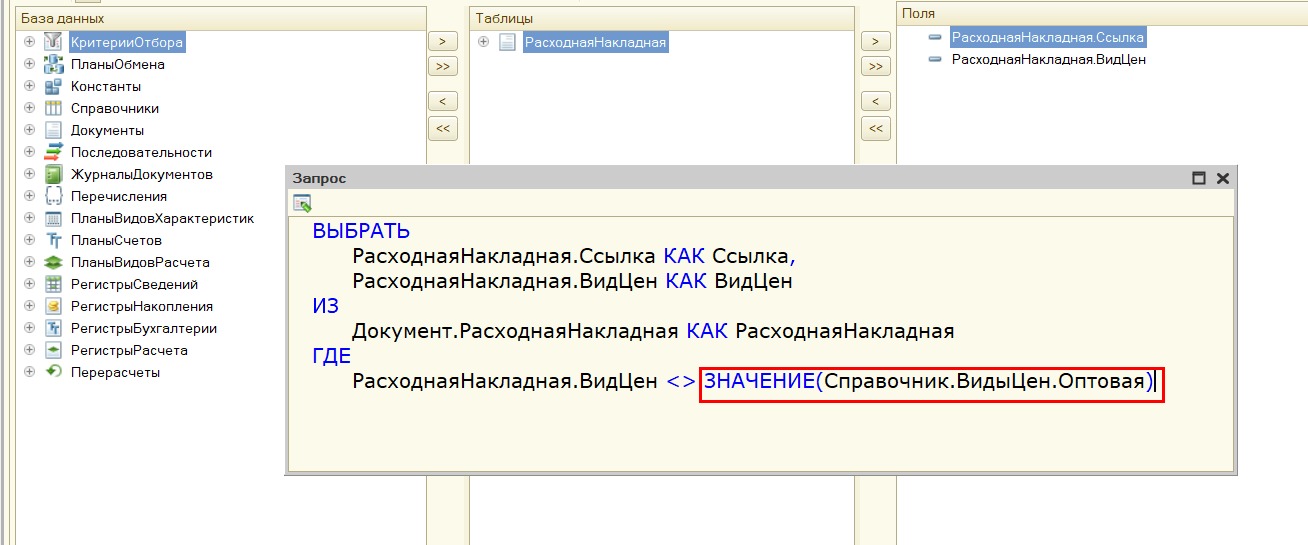 База данных
КритерииОтбора
ПланыОбмена
Константы
Справочники
Документы
Последовательности
ЖурналыДокументов
Перечисления
ПланыВидовХарактеристик
ПланыСчетов
ПланыВидовРасчета
РегистрыСведений
РегистрыНакопления
РегистрыБухгалтерии
РегистрыРасчета
Перерасчеты
>
>>
<
<<
Таблицы
РасходнаяНакладная
>
>>
<
<<
Поля
РасходнаяНакладная.Ссылка
РасходнаяНакладная.ВидЦен
Запрос
ВЫБРАТЬ
РасходнаяНакладная.Ссылка КАК Ссылка,
РасходнаяНакладная.ВидЦен КАК ВидЦен
ИЗ
Документ.РасходнаяНакладная КАК РасходнаяНакладная
ГДЕ
РасходнаяНакладная.ВидЦен <> ЗНАЧЕНИЕ(Справочник.ВидыЦен.Оптовая)